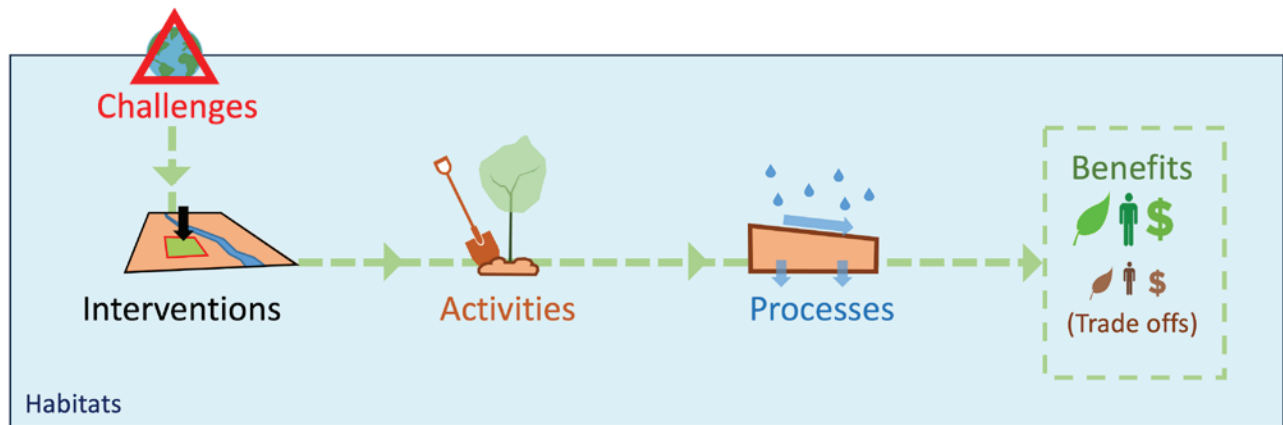 Challenges
Interventions
Activities
Processes
Benefits
$
$
(Trade offs)
Habitats